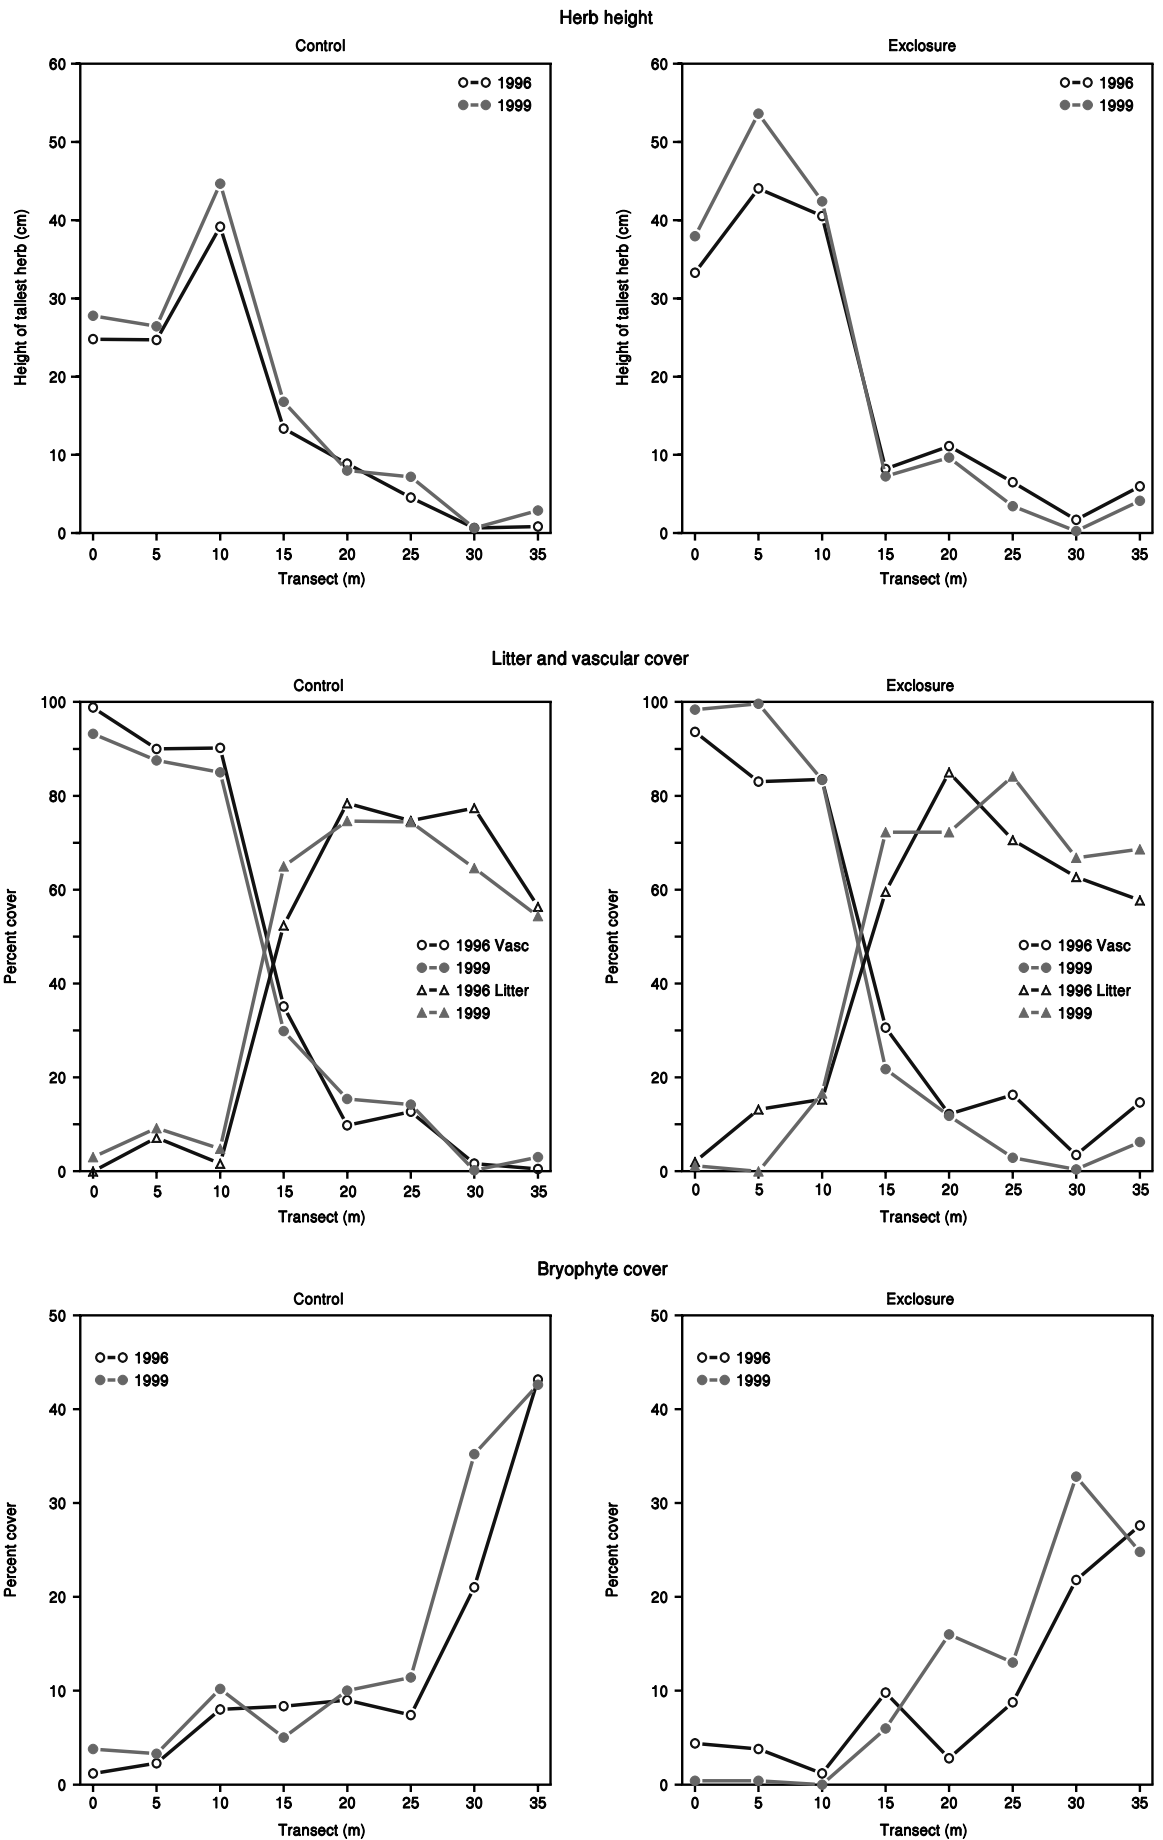 Herb height
Control
Exclosure
60
50
40
30
20
10
0
Height of tallest herb (cm)
1996
1999
0 5 10 15 20 25 30 35
Transect (m)
60
50
40
30
20
10
0
Height of tallest herb (cm)
1996
1999
0 5 10 15 20 25 30 35
Transect (m)
Litter and vascular cover
Control
Exclosure
100
80
60
40
20
0
Percent cover
1996 Vasc
1999
1996 Litter
1999
0 5 10 15 20 25 30 35
Transect (m)
100
80
60
40
20
0
Percent cover
1996 Vasc
1999
1996 Litter
1999
0 5 10 15 20 25 30 35
Transect (m)
Bryophyte cover
Control
Exclosure
50
40
30
20
10
0
Percent cover
1996
1999
0 5 10 15 20 25 30 35
Transect (m)
50
40
30
20
10
0
Percent cover
1996
1999
0 5 10 15 20 25 30 35
Transect (m)